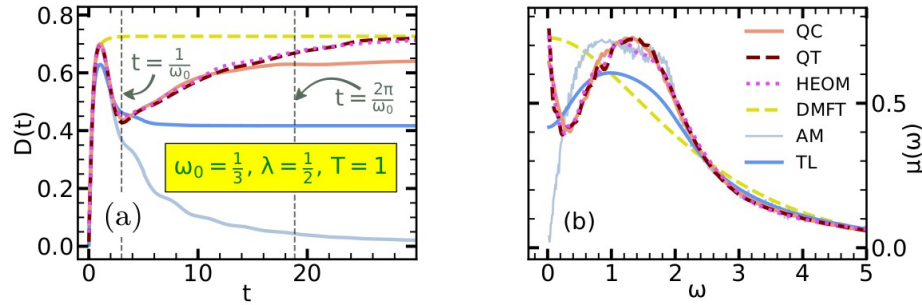 0.8
0.6
0.4
0.2
0.0
D(t)
t = 1/ω₀
t = 2π/ω₀
ω₀ = 1/3, λ = 1/2, T = 1
(a)
0 10 20
t
QC
QT
HEOM
DMFT
AM
TL
(b)
0.5
0.0
μ(ω)
0 1 2 3 4 5
ω